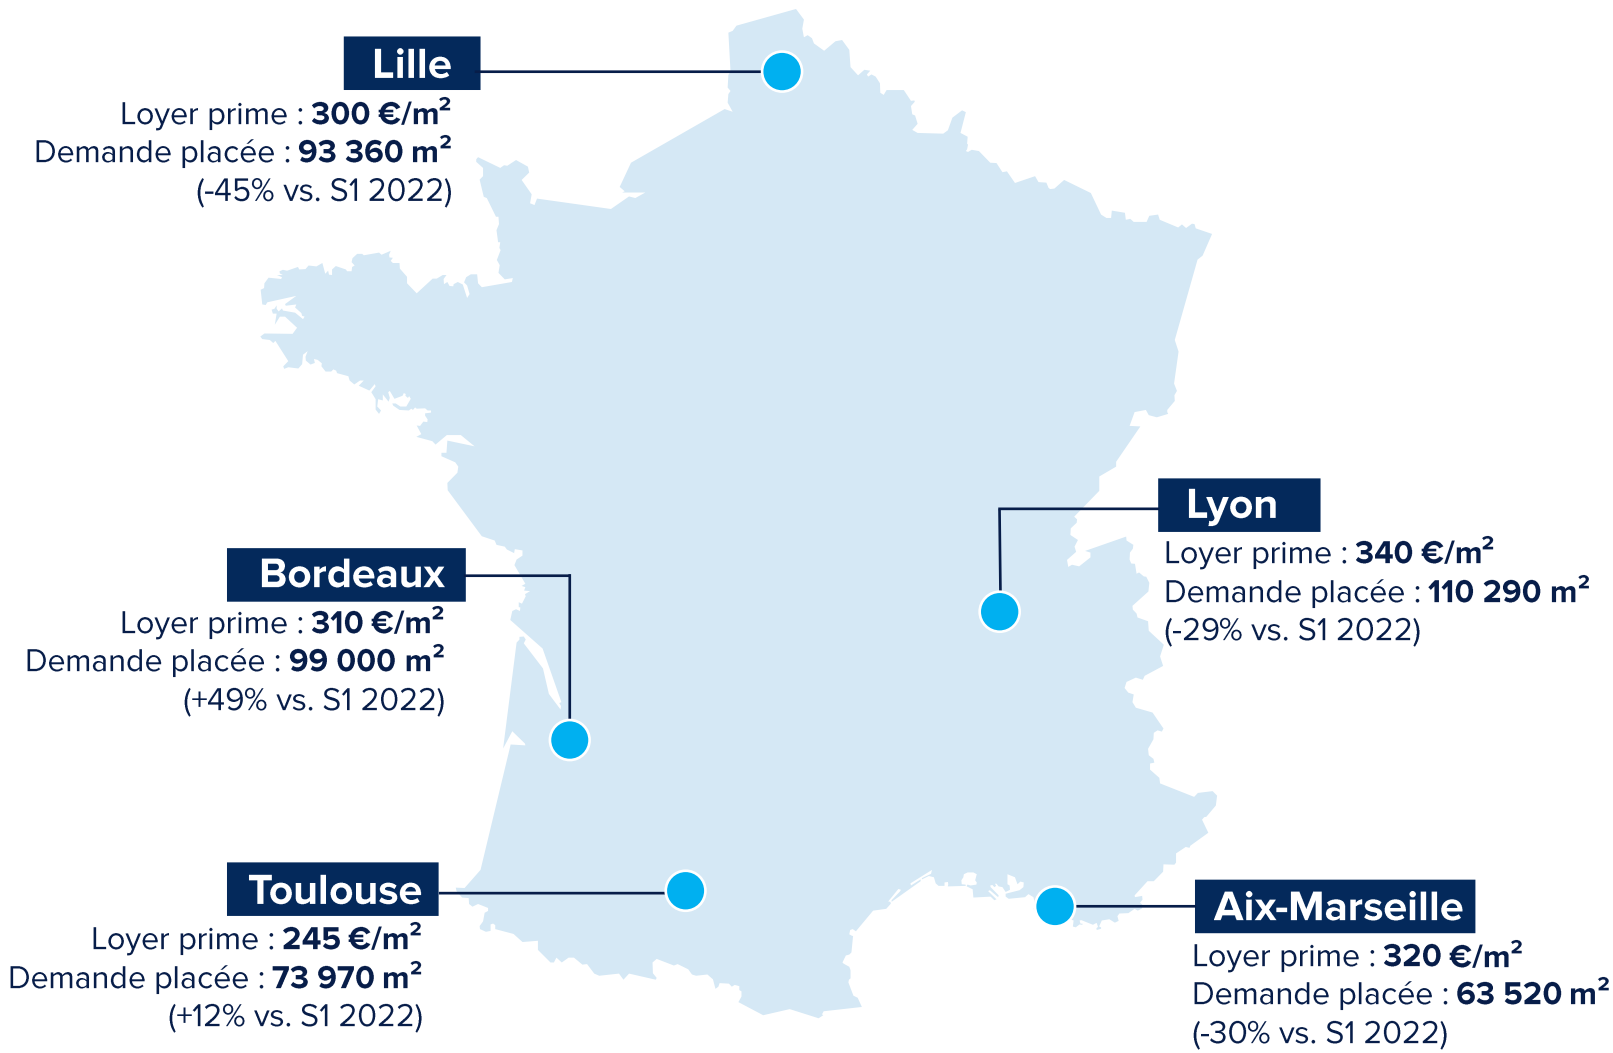 Lille
Loyer prime : 300 €/m²
Demande placée : 93 360 m²
(-45% vs. S1 2022)
Lyon
Loyer prime : 340 €/m²
Demande placée : 110 290 m²
(-29% vs. S1 2022)
Bordeaux
Loyer prime : 310 €/m²
Demande placée : 99 000 m²
(+49% vs. S1 2022)
Toulouse
Loyer prime : 245 €/m²
Demande placée : 73 970 m²
(+12% vs. S1 2022)
Aix-Marseille
Loyer prime : 320 €/m²
Demande placée : 63 520 m²
(-30% vs. S1 2022)